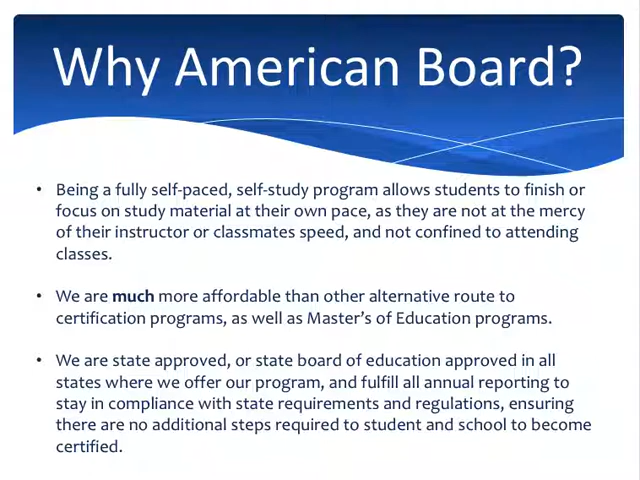 Why American Board?
• Being a fully self-paced, self-study program allows students to finish or
focus on study material at their own pace, as they are not at the mercy
of their instructor or classmates speed, and not confined to attending
classes.
• We are much more affordable than other alternative route to
certification programs, as well as Master's of Education programs.
• We are state approved, or state board of education approved in all
states where we offer our program, and fulfill all annual reporting to
stay in compliance with state requirements and regulations, ensuring
there are no additional steps required to student and school to become
certified.